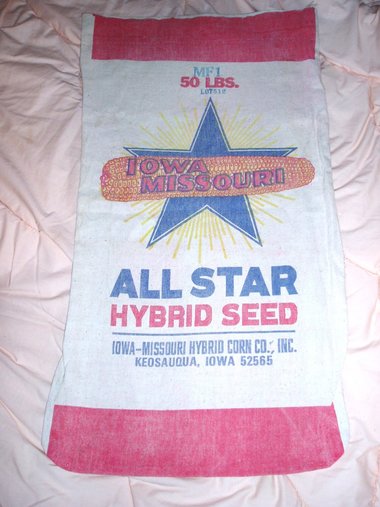 MF1
50 LBS.
IOWA
MISSOURI
ALL STAR
HYBRID SEED
IOWA-MISSOURI HYBRID CORN CO., INC.
KEOSAUQUA, IOWA 52565